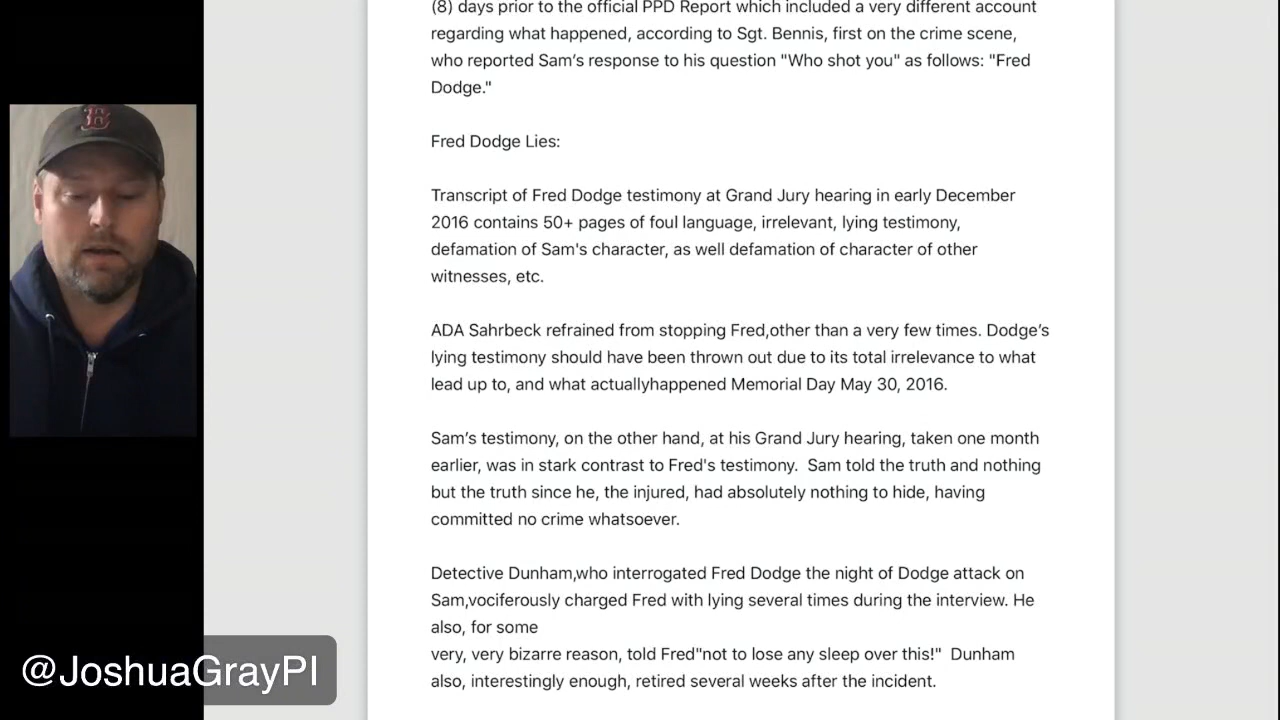 (8) days prior to the official PPD Report which included a very different account
regarding what happened, according to Sgt. Bennis, first on the crime scene,
who reported Sam’s response to his question "Who shot you" as follows: "Fred
Dodge."
Fred Dodge Lies:
Transcript of Fred Dodge testimony at Grand Jury hearing in early December
2016 contains 50+ pages of foul language, irrelevant, lying testimony,
defamation of Sam's character, as well defamation of character of other
witnesses, etc.
ADA Sahrbeck refrained from stopping Fred,other than a very few times. Dodge’s
lying testimony should have been thrown out due to its total irrelevance to what
lead up to, and what actuallyhappened Memorial Day May 30, 2016.
Sam’s testimony, on the other hand, at his Grand Jury hearing, taken one month
earlier, was in stark contrast to Fred's testimony.  Sam told the truth and nothing
but the truth since he, the injured, had absolutely nothing to hide, having
committed no crime whatsoever.
Detective Dunham,who interrogated Fred Dodge the night of Dodge attack on
Sam,vociferously charged Fred with lying several times during the interview. He
also, for some
very, very bizarre reason, told Fred"not to lose any sleep over this!"  Dunham
also, interestingly enough, retired several weeks after the incident.
B
@JoshuaGrayPI